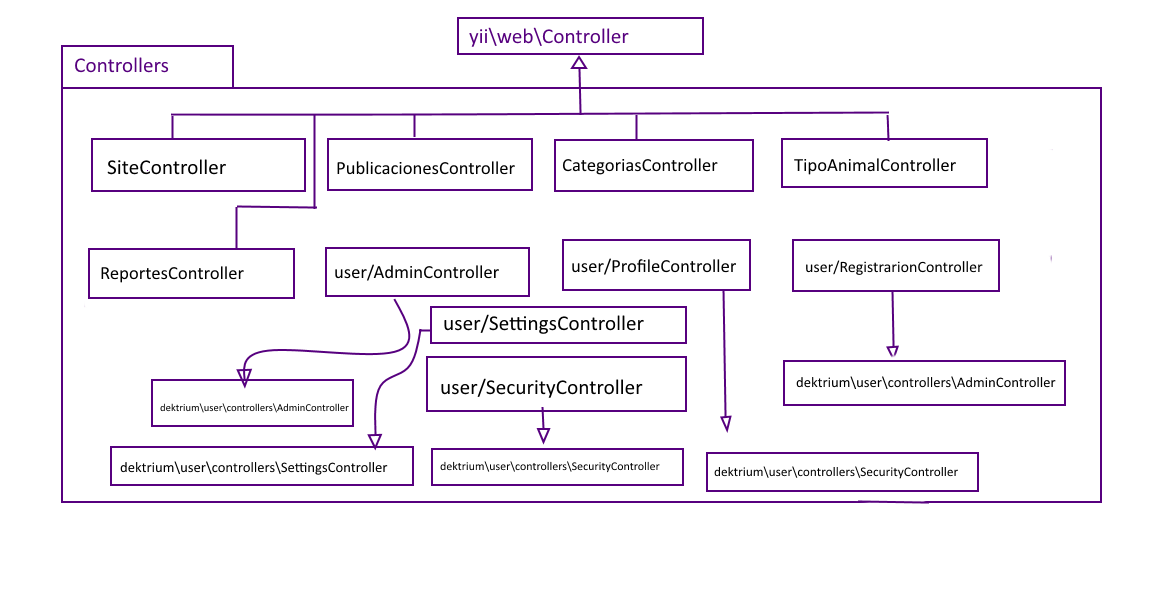 yii\web\Controller
Controllers
SiteController
PublicacionesController
CategoriasController
TipoAnimalController
ReportesController
user/AdminController
user/ProfileController
user/RegistrarionController
user/SettingsController
user/SecurityController
dektrium\user\controllers\AdminController
dektrium\user\controllers\AdminController
dektrium\user\controllers\SettingsController
dektrium\user\controllers\SecurityController
dektrium\user\controllers\SecurityController